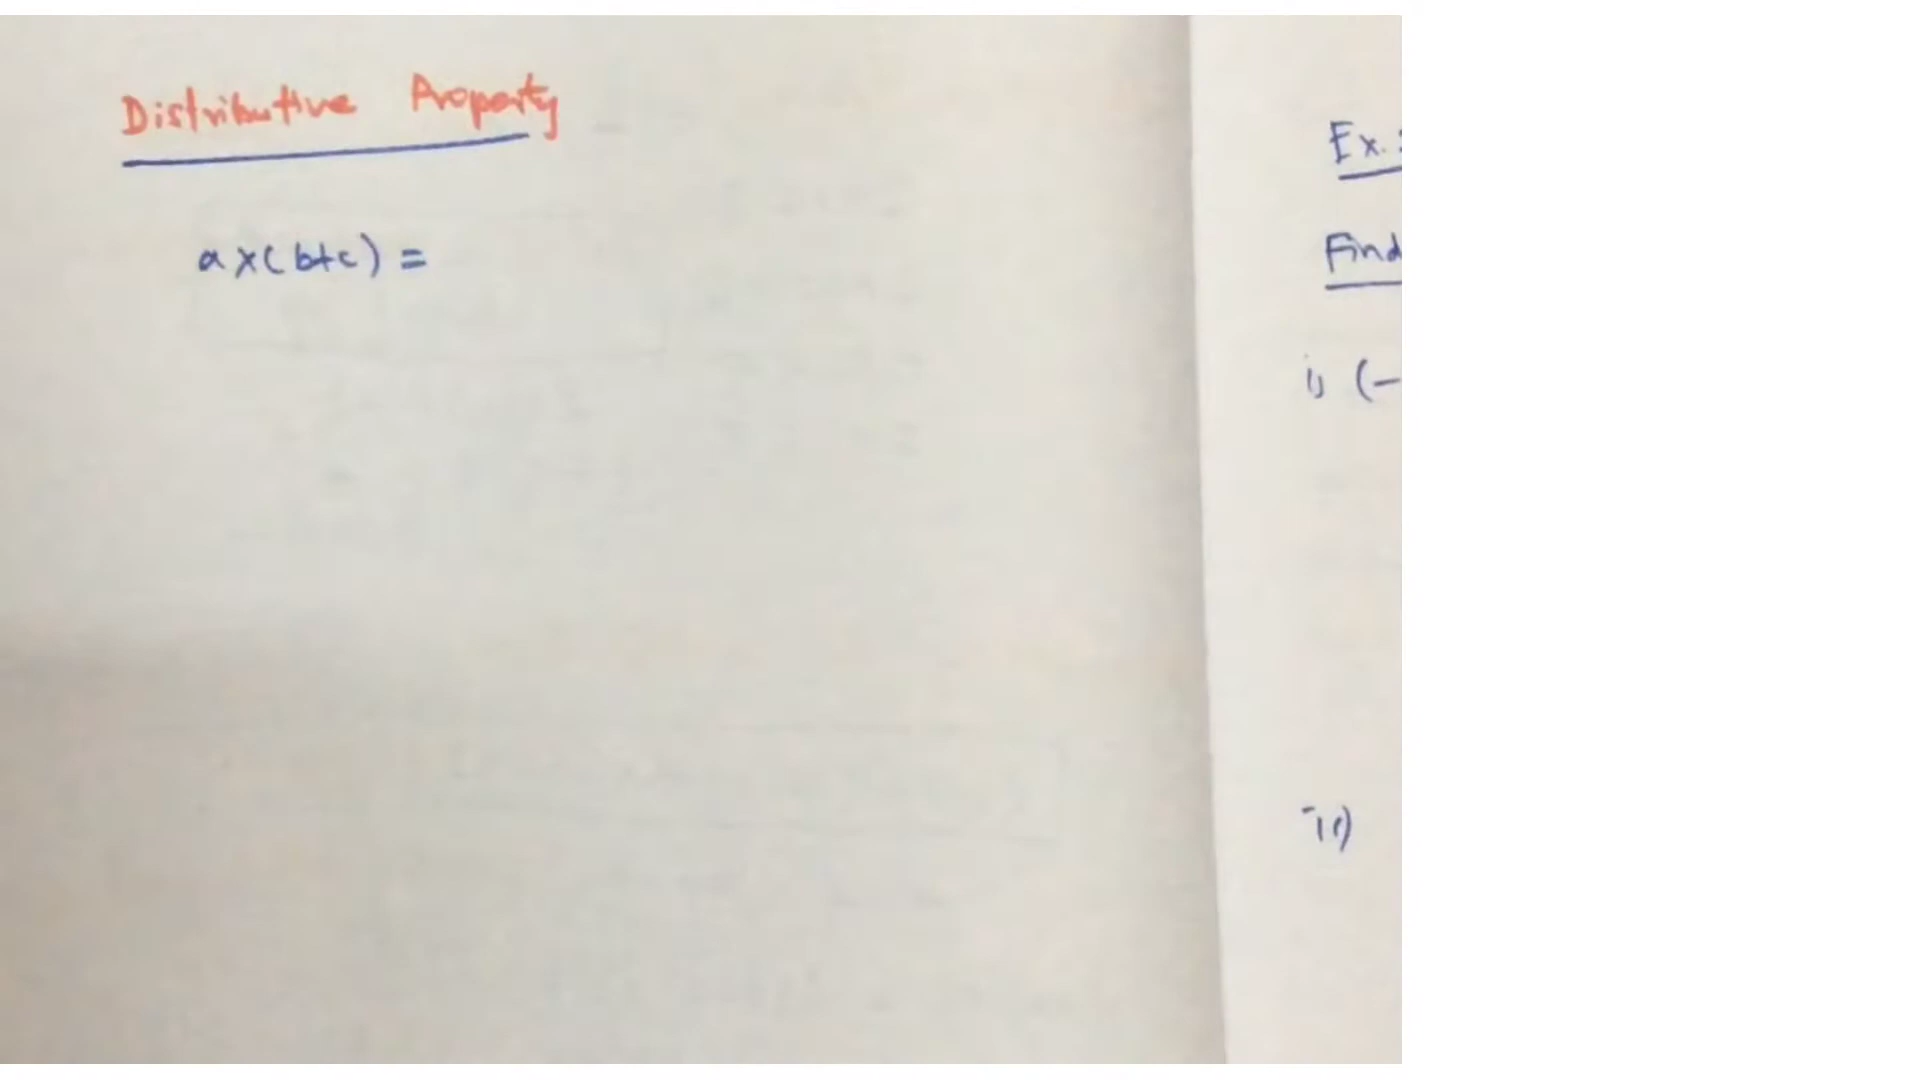 Distributive Property
a x ( b+c ) =
Ex. :
Find
i) (-
ii)